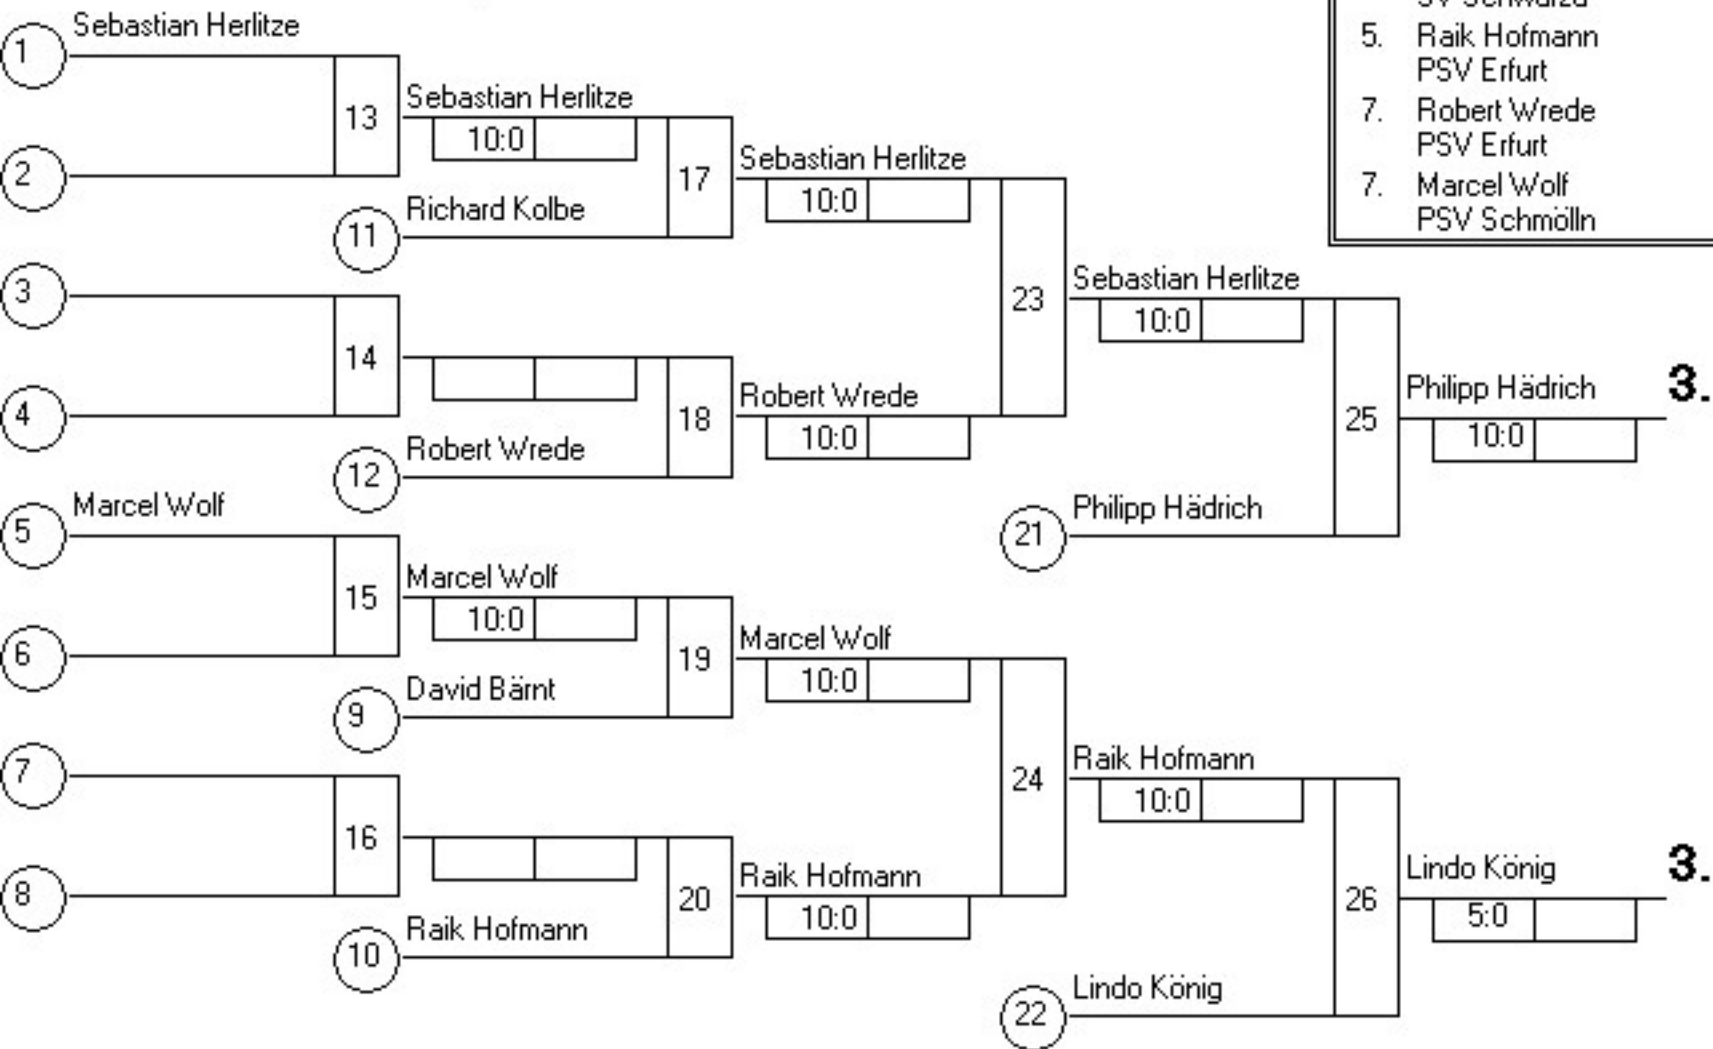 SV Schwarza
5. Raik Hofmann
PSV Erfurt
7. Robert Wrede
PSV Erfurt
7. Marcel Wolf
PSV Schmölln
1 Sebastian Herlitze
13 Sebastian Herlitze
10:0
2
17 Sebastian Herlitze
10:0
11 Richard Kolbe
3
23 Sebastian Herlitze
10:0
14
25 Philipp Hädrich 3.
10:0
4
18 Robert Wrede
10:0
12 Robert Wrede
5 Marcel Wolf
21 Philipp Hädrich
15 Marcel Wolf
10:0
6
19 Marcel Wolf
10:0
9 David Bärnt
7
24 Raik Hofmann
10:0
16
26 Lindo König 3.
5:0
8
20 Raik Hofmann
10:0
10 Raik Hofmann
22 Lindo König